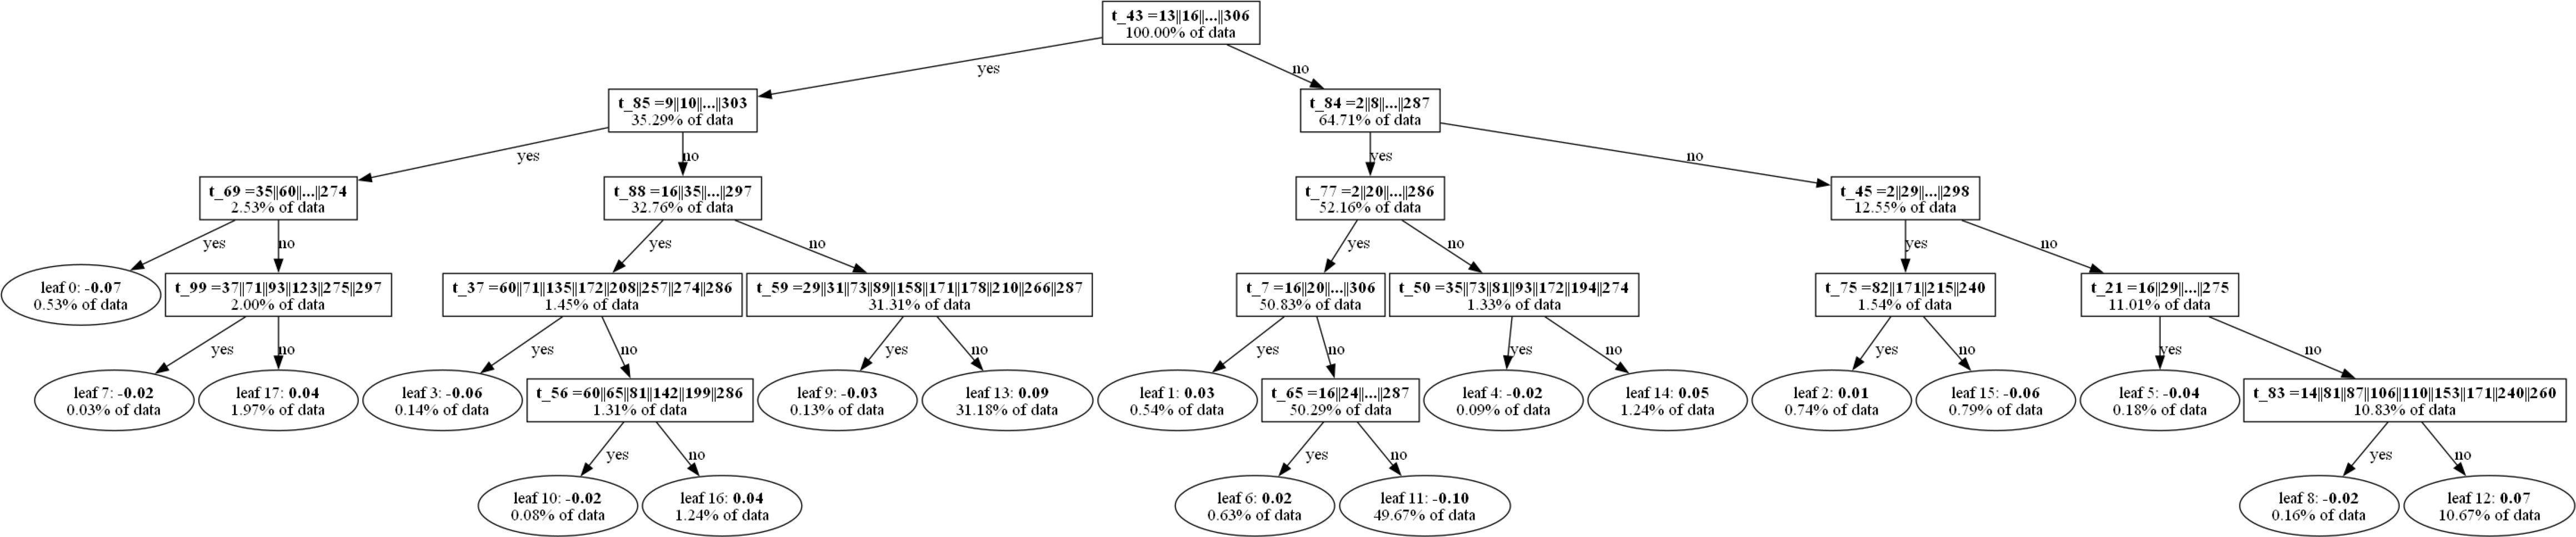 t_43 =13||16||...||306
100.00% of data
yes
no
t_85 =9||10||...||303
35.29% of data
t_84 =2||8||...||287
64.71% of data
yes
no
yes
no
t_69 =35||60||...||274
2.53% of data
t_88 =16||35||...||297
32.76% of data
t_77 =2||20||...||286
52.16% of data
t_45 =2||29||...||298
12.55% of data
yes
no
yes
no
yes
no
yes
no
leaf 0: -0.07
0.53% of data
t_99 =37||71||93||123||275||297
2.00% of data
t_37 =60||71||135||172||208||257||274||286
1.45% of data
t_59 =29||31||73||89||158||171||178||210||266||287
31.31% of data
t_7 =16||20||...||306
50.83% of data
t_50 =35||73||81||93||172||194||274
1.33% of data
t_75 =82||171||215||240
1.54% of data
t_21 =16||29||...||275
11.01% of data
yes
no
yes
no
yes
no
yes
no
yes
no
yes
no
yes
no
leaf 7: -0.02
0.03% of data
leaf 17: 0.04
1.97% of data
leaf 3: -0.06
0.14% of data
t_56 =60||65||81||142||199||286
1.31% of data
leaf 9: -0.03
0.13% of data
leaf 13: 0.09
31.18% of data
leaf 1: 0.03
0.54% of data
t_65 =16||24||...||287
50.29% of data
leaf 4: -0.02
0.09% of data
leaf 14: 0.05
1.24% of data
leaf 2: 0.01
0.74% of data
leaf 15: -0.06
0.79% of data
leaf 5: -0.04
0.18% of data
t_83 =14||81||87||106||110||153||171||240||260
10.83% of data
yes
no
yes
no
yes
no
leaf 10: -0.02
0.08% of data
leaf 16: 0.04
1.24% of data
leaf 6: 0.02
0.63% of data
leaf 11: -0.10
49.67% of data
leaf 8: -0.02
0.16% of data
leaf 12: 0.07
10.67% of data